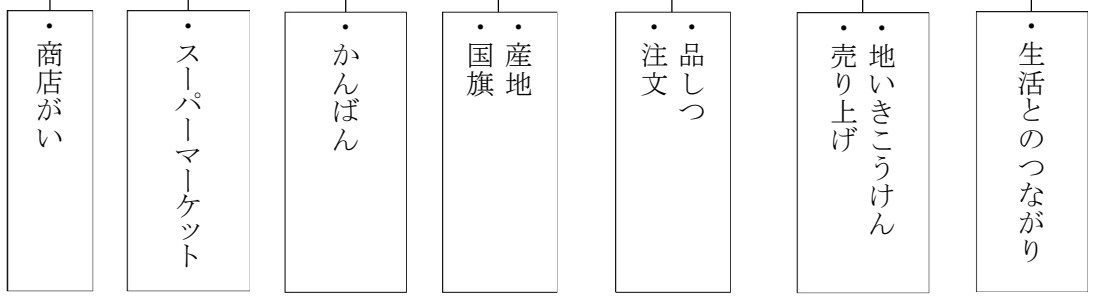 ・生活とのつながり
・地いきこうけん
・売り上げ
・品しつ
・注文
・産地
・国旗
・かんばん
・スーパーマーケット
・商店がい